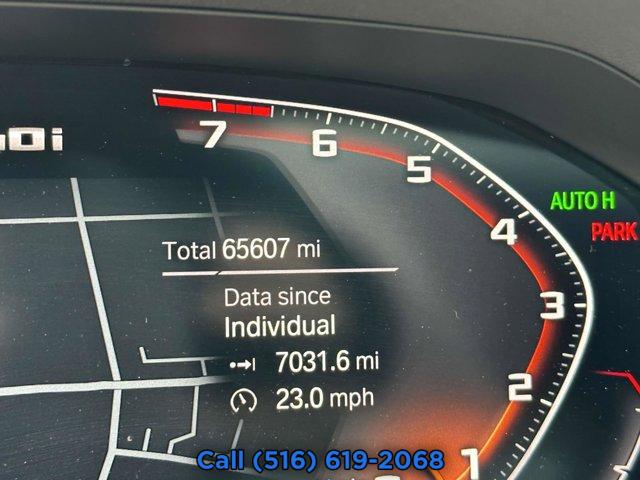 40i
7
6
5
4
3
2
1
AUTO H
PARK
Total 65607 mi
Data since
Individual
7031.6 mi
23.0 mph
Call (516) 619-2068